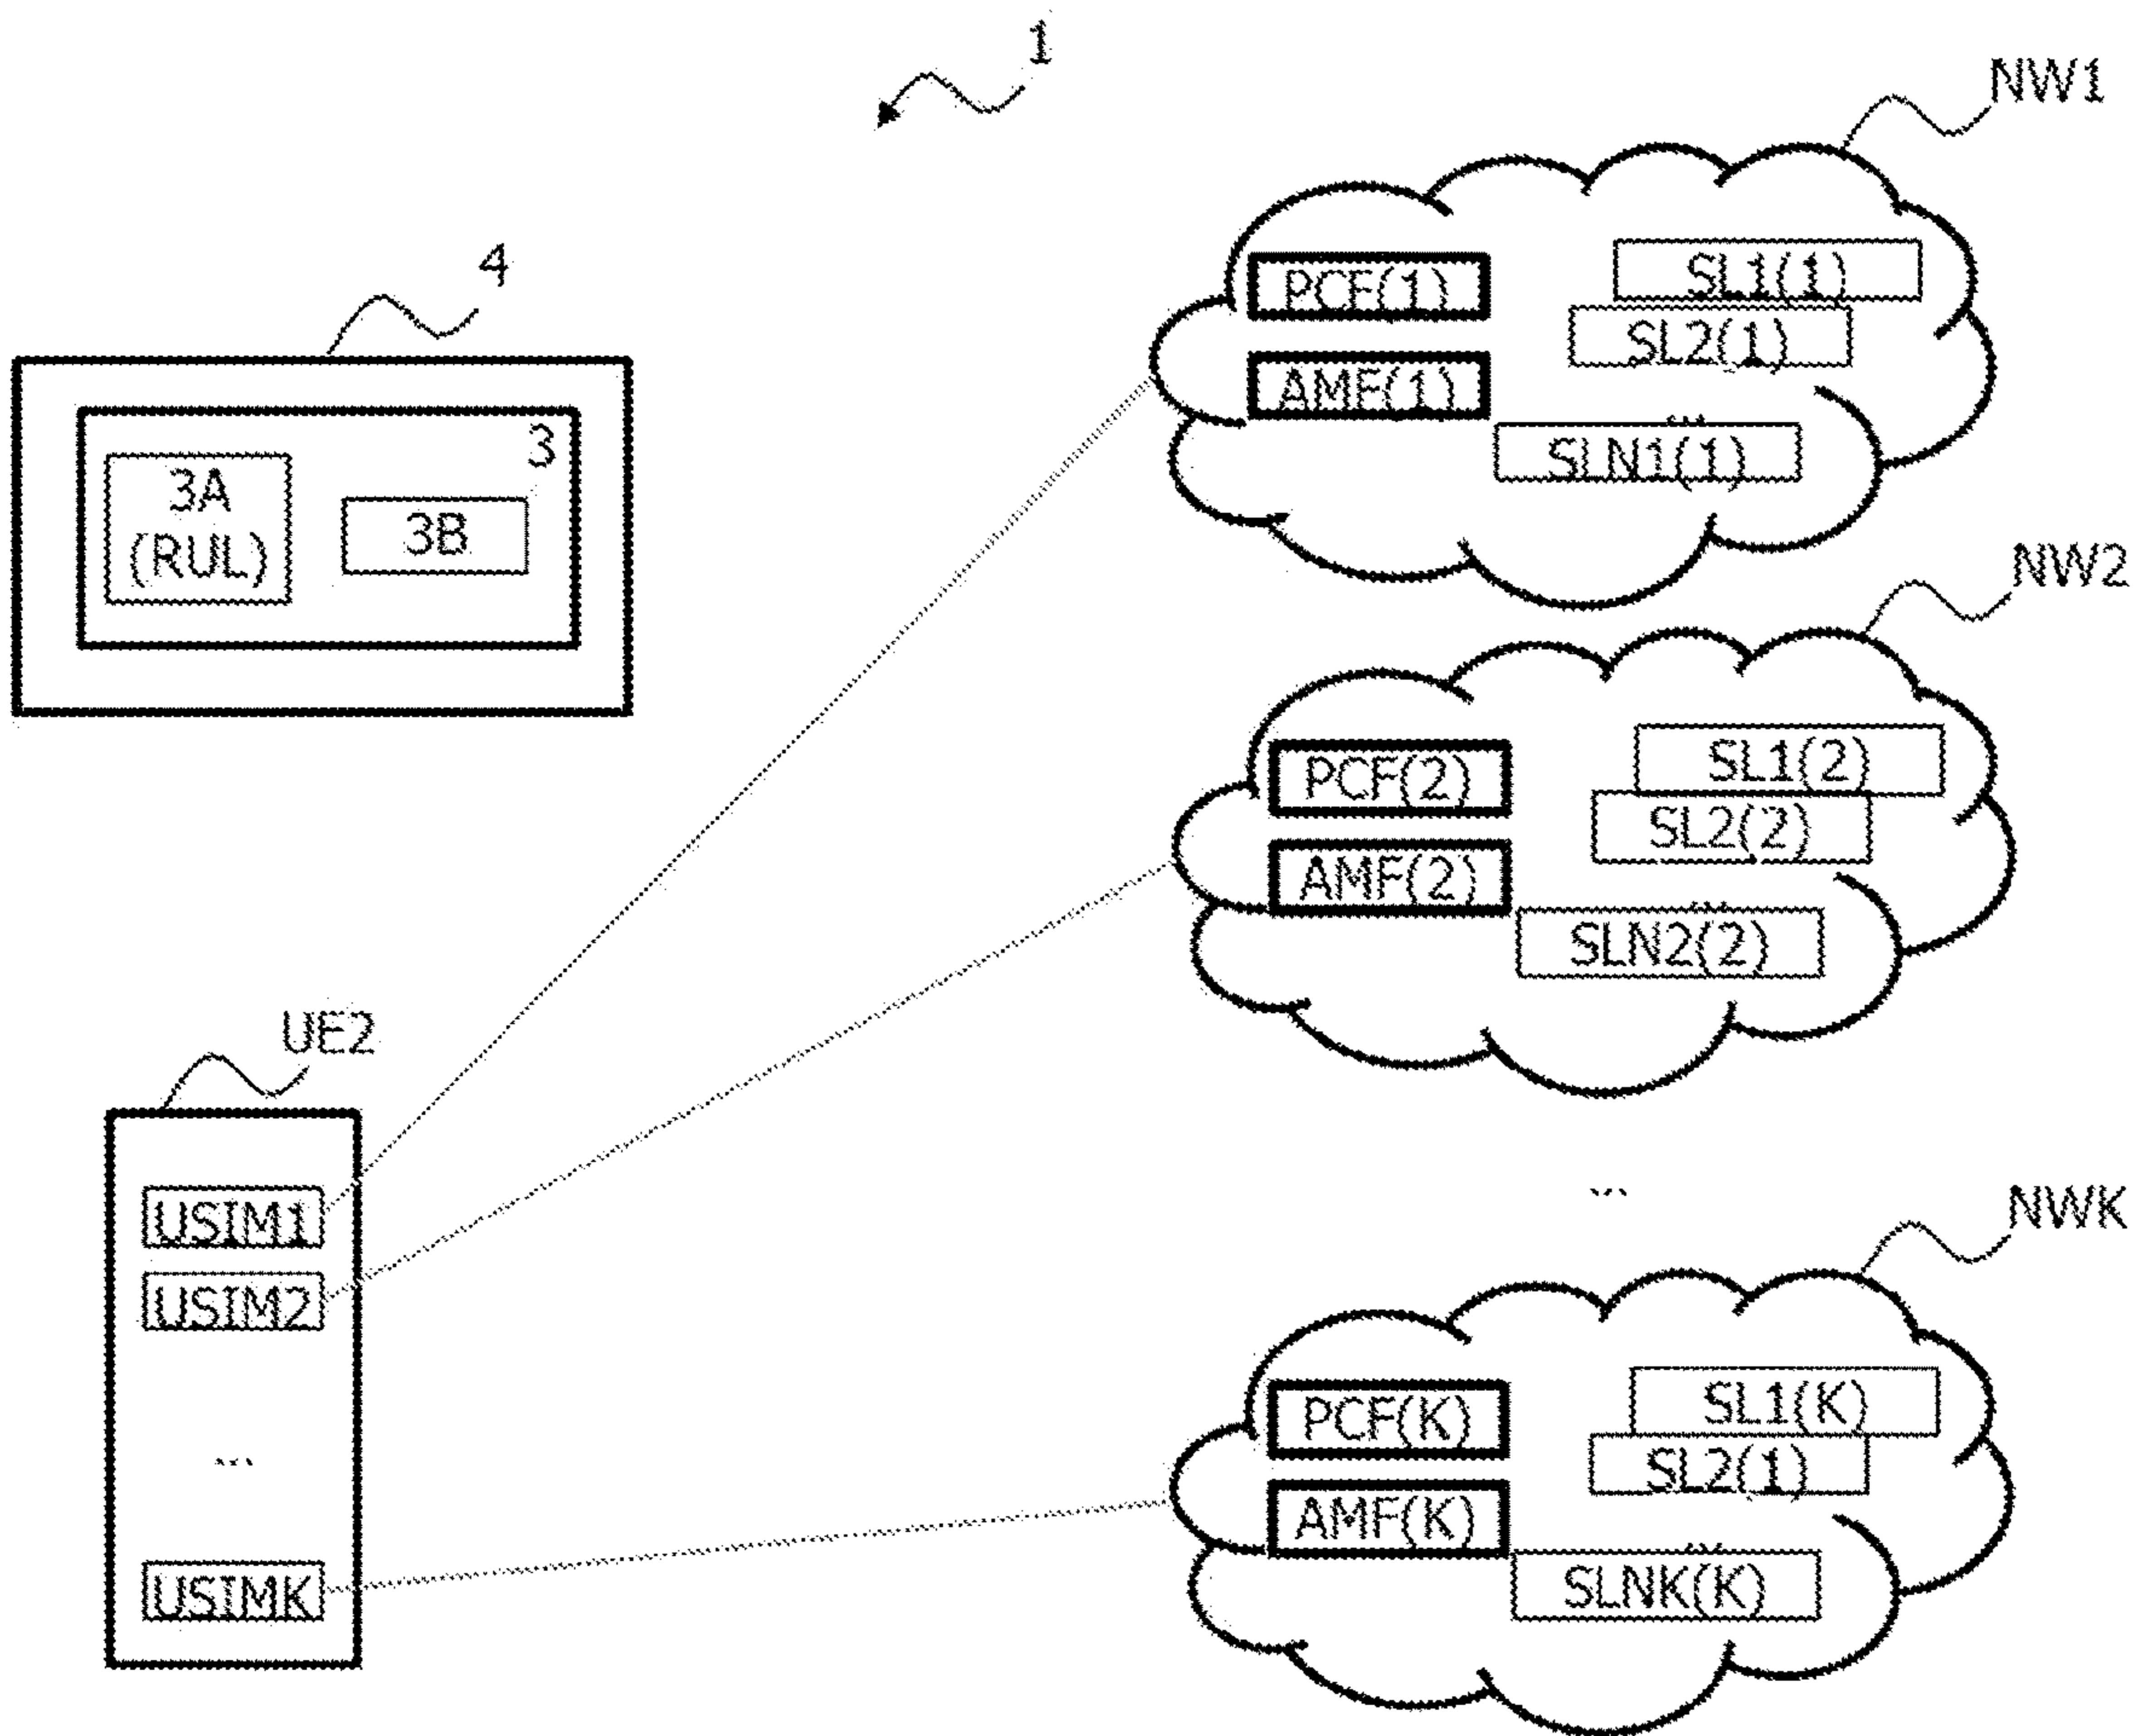 1
NW1
4
PCF(1)
SL1(1)
SL2(1)
AMF(1)
...
SLN1(1)
3
3A
(RUL)
3B
NW2
PCF(2)
SL1(2)
SL2(2)
AMF(2)
...
SLN2(2)
UE2
USIM1
USIM2
...
USIMK
...
NWK
PCF(K)
SL1(K)
SL2(1)
AMF(K)
...
SLNK(K)